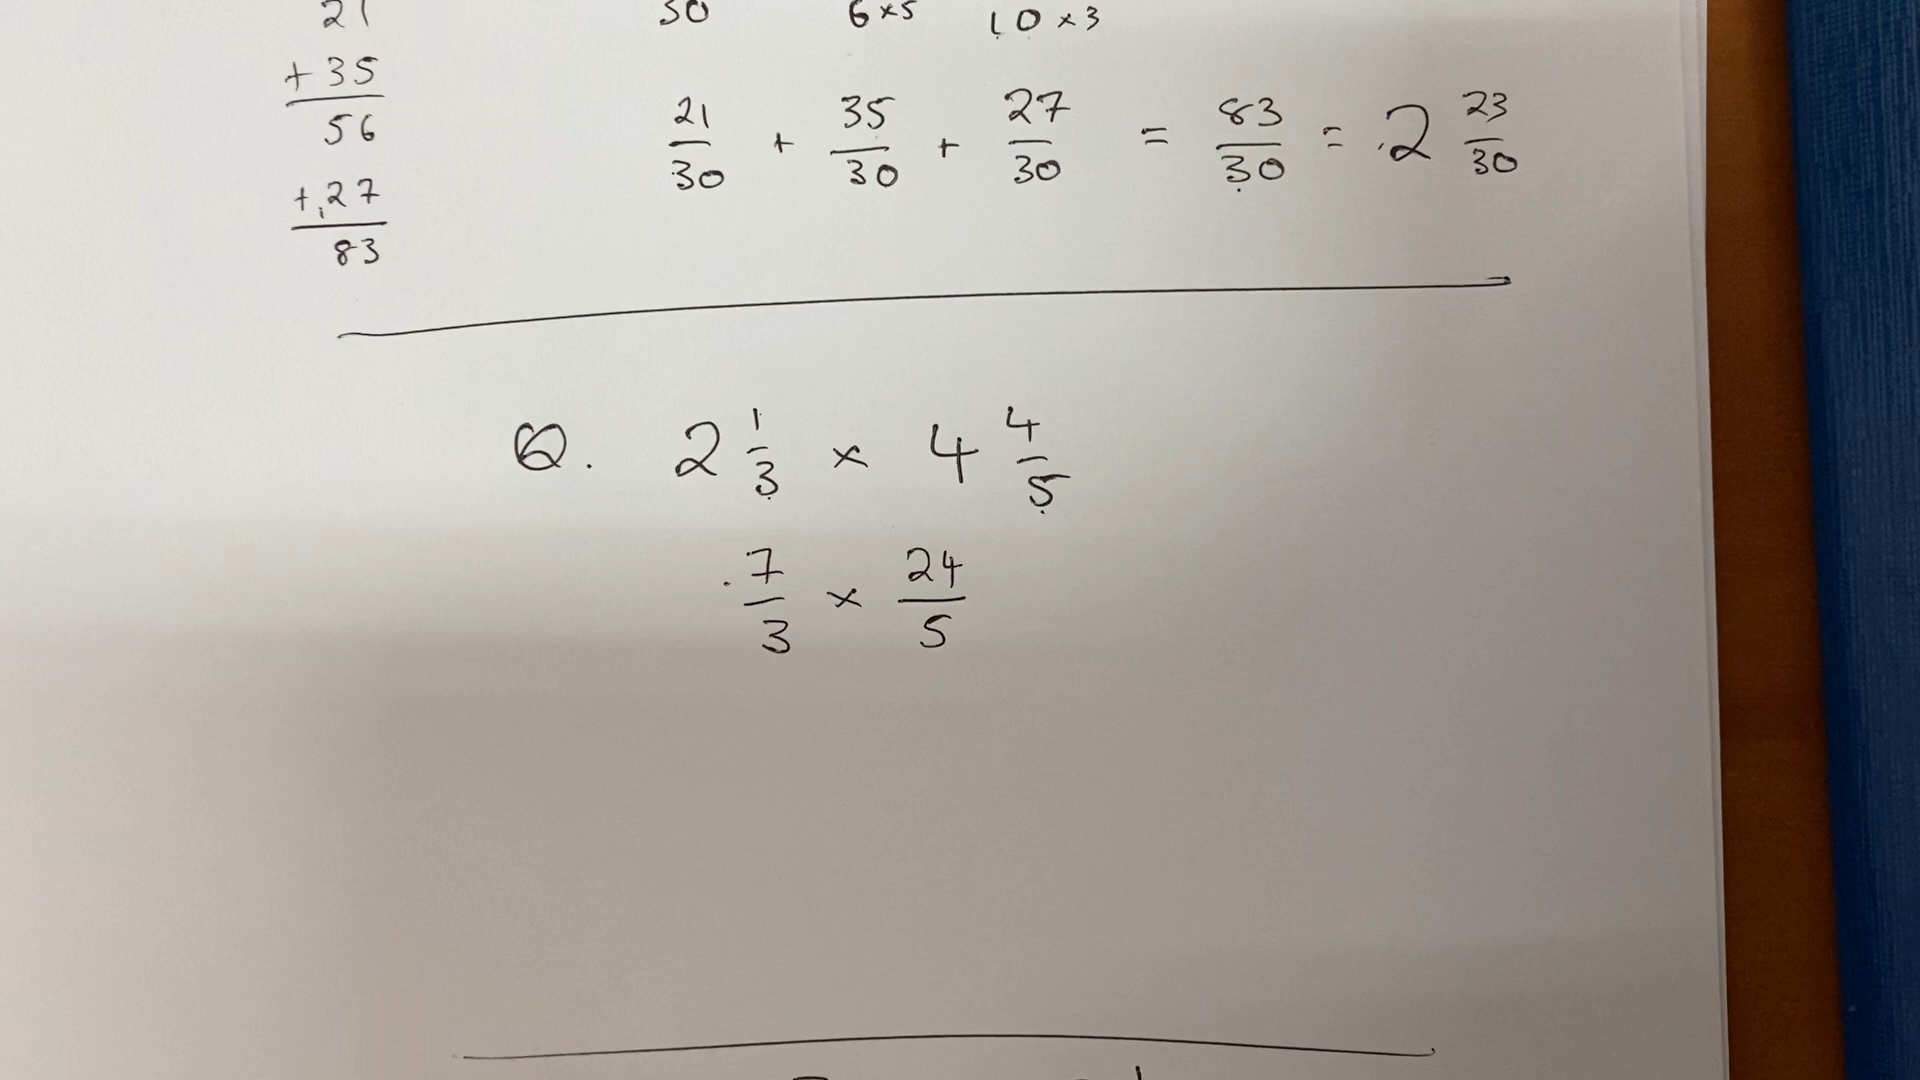 21
+ 35
56
+ 27
83
30 6 x 5 10 x 3
21/30 + 35/30 + 27/30 = 83/30 = 2 23/30
Q. 2 1/3 x 4 4/5
7/3 x 24/5